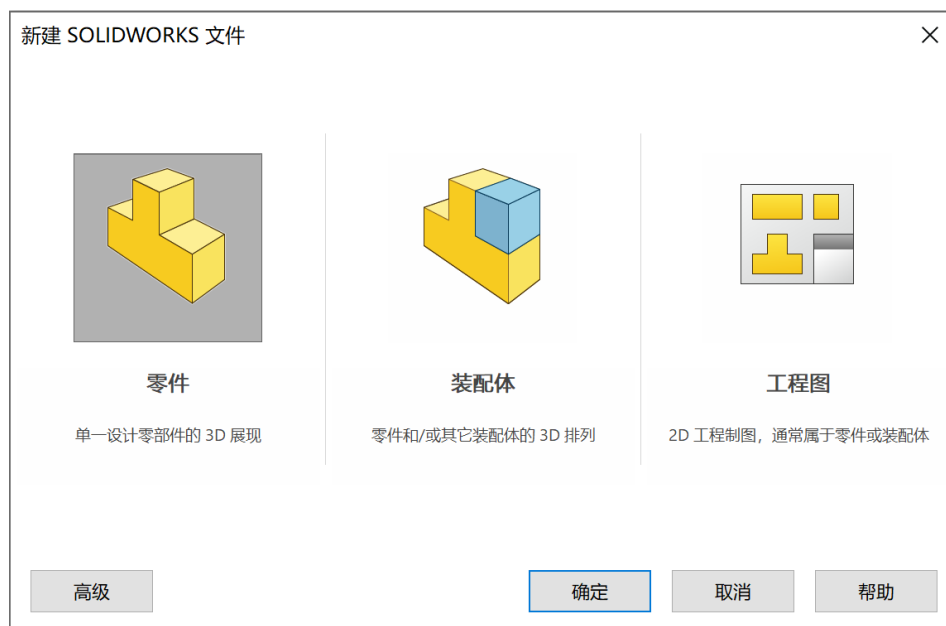 新建 SOLIDWORKS 文件
零件
装配体
工程图
单一设计零部件的 3D 展现
零件和/或其它装配体的 3D 排列
2D 工程制图，通常属于零件或装配体
高级
确定
取消
帮助